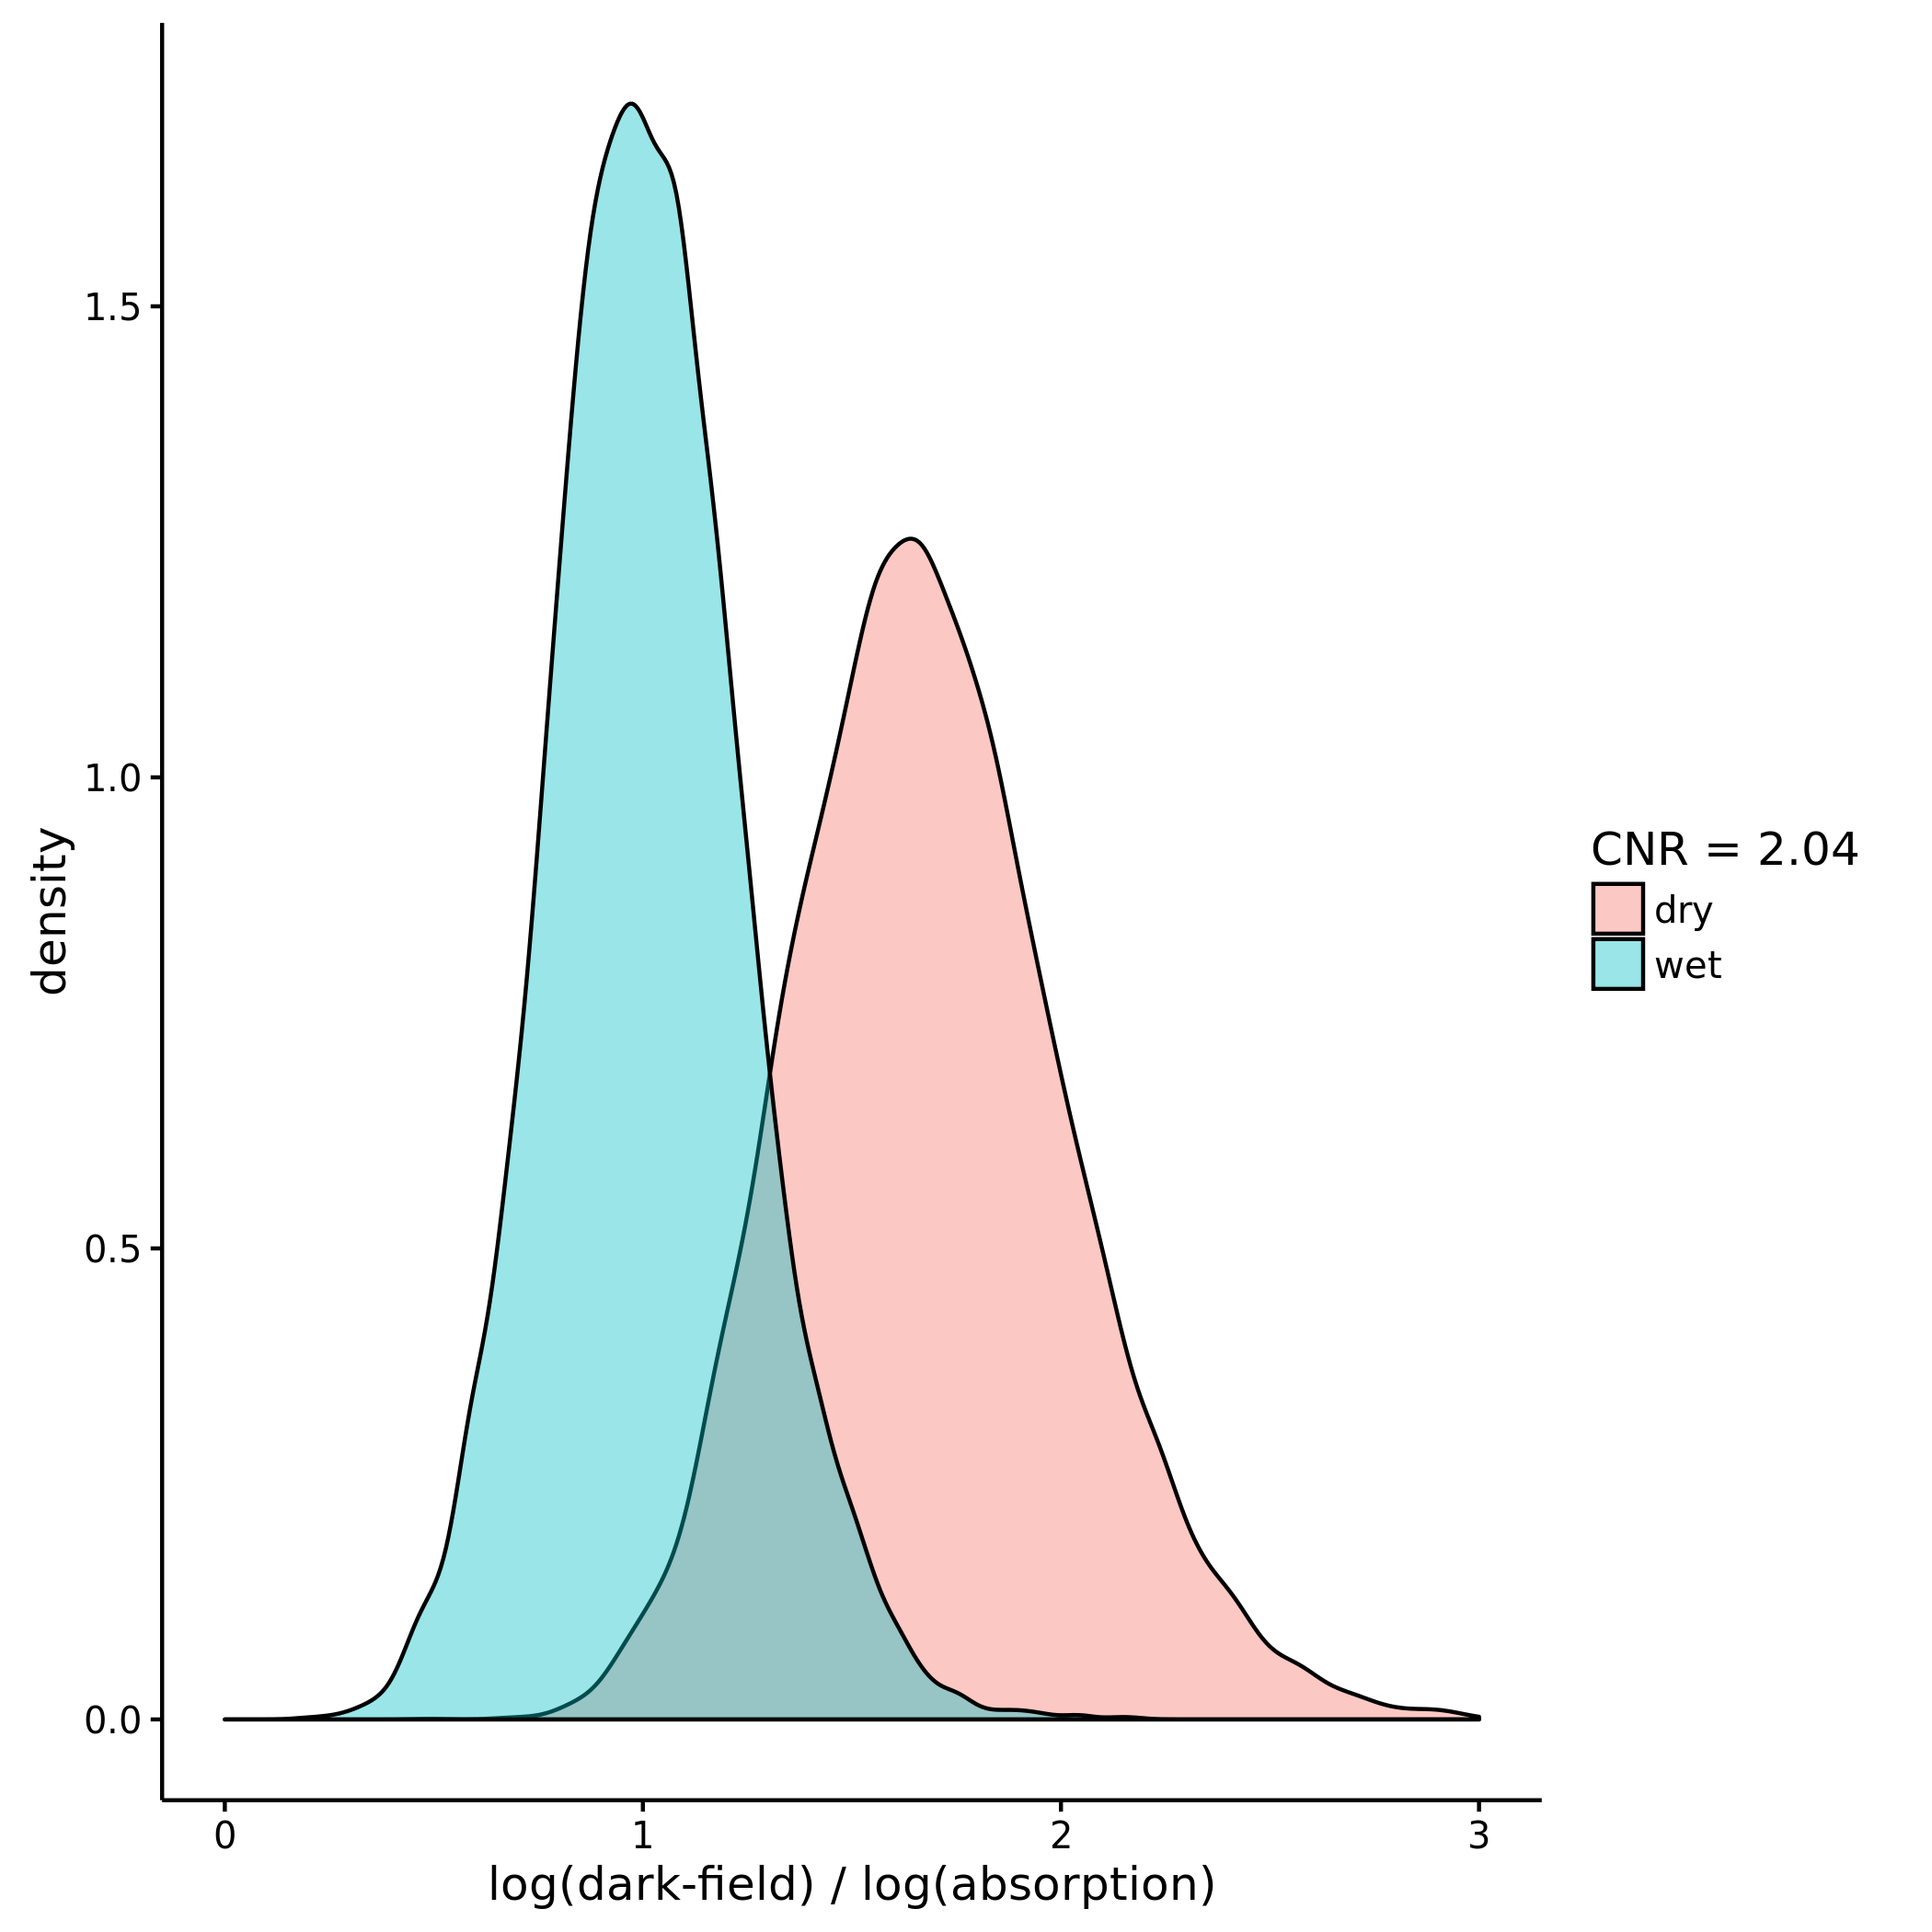 density
1.5
1.0
0.5
0.0
0 1 2 3
log(dark-field) / log(absorption)
CNR = 2.04
dry
wet